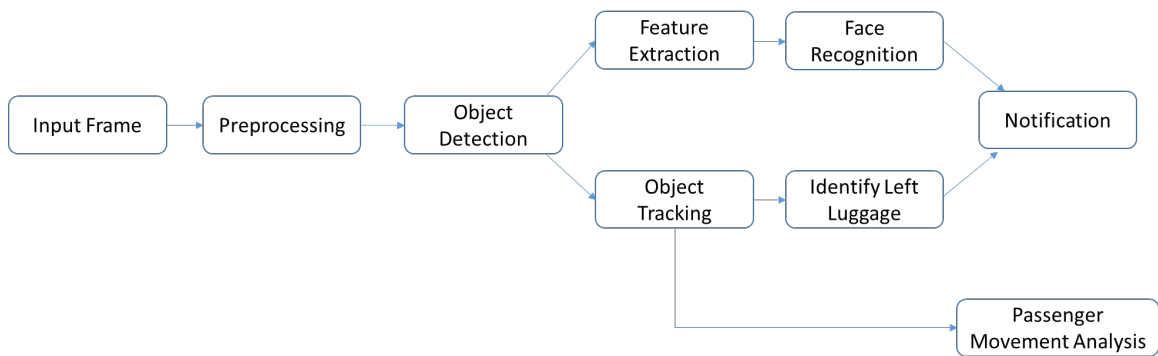 Input Frame
Preprocessing
Object
Detection
Feature
Extraction
Face
Recognition
Object
Tracking
Identify Left
Luggage
Notification
Passenger
Movement Analysis